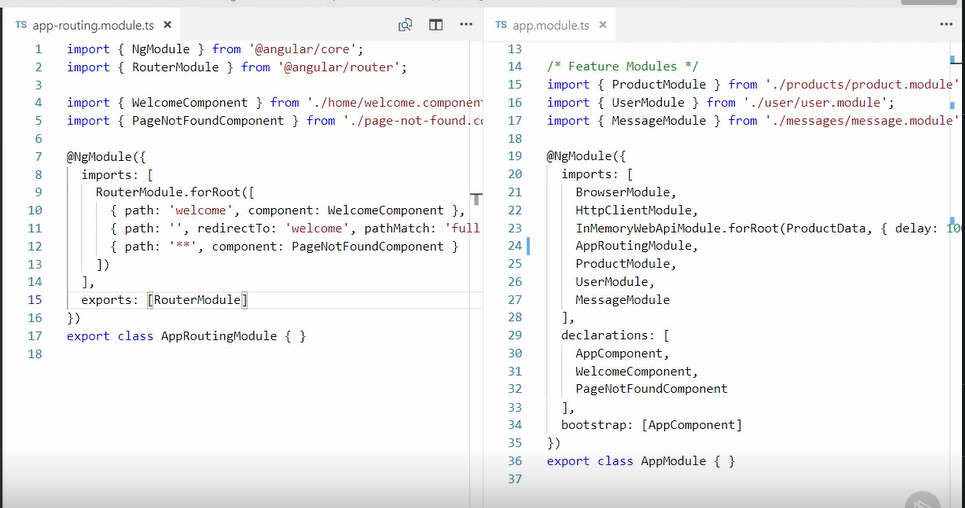 TS app-routing.module.ts ×
1 import { NgModule } from '@angular/core';
2 import { RouterModule } from '@angular/router';
3
4 import { WelcomeComponent } from './home/welcome.component
5 import { PageNotFoundComponent } from './page-not-found.co
6
7 @NgModule({
8 imports: [
9 RouterModule.forRoot([
10 { path: 'welcome', component: WelcomeComponent },
11 { path: '', redirectTo: 'welcome', pathMatch: 'full
12 { path: '**', component: PageNotFoundComponent }
13 ])
14 ],
15 exports: [RouterModule]
16 })
17 export class AppRoutingModule { }
18
TS app.module.ts ×
13
14 /* Feature Modules */
15 import { ProductModule } from './products/product.module'
16 import { UserModule } from './user/user.module';
17 import { MessageModule } from './messages/message.module'
18
19 @NgModule({
20 imports: [
21 BrowserModule,
22 HttpClientModule,
23 InMemoryWebApiModule.forRoot(ProductData, { delay: 100
24 AppRoutingModule,
25 ProductModule,
26 UserModule,
27 MessageModule
28 ],
29 declarations: [
30 AppComponent,
31 WelcomeComponent,
32 PageNotFoundComponent
33 ],
34 bootstrap: [AppComponent]
35 })
36 export class AppModule { }
37